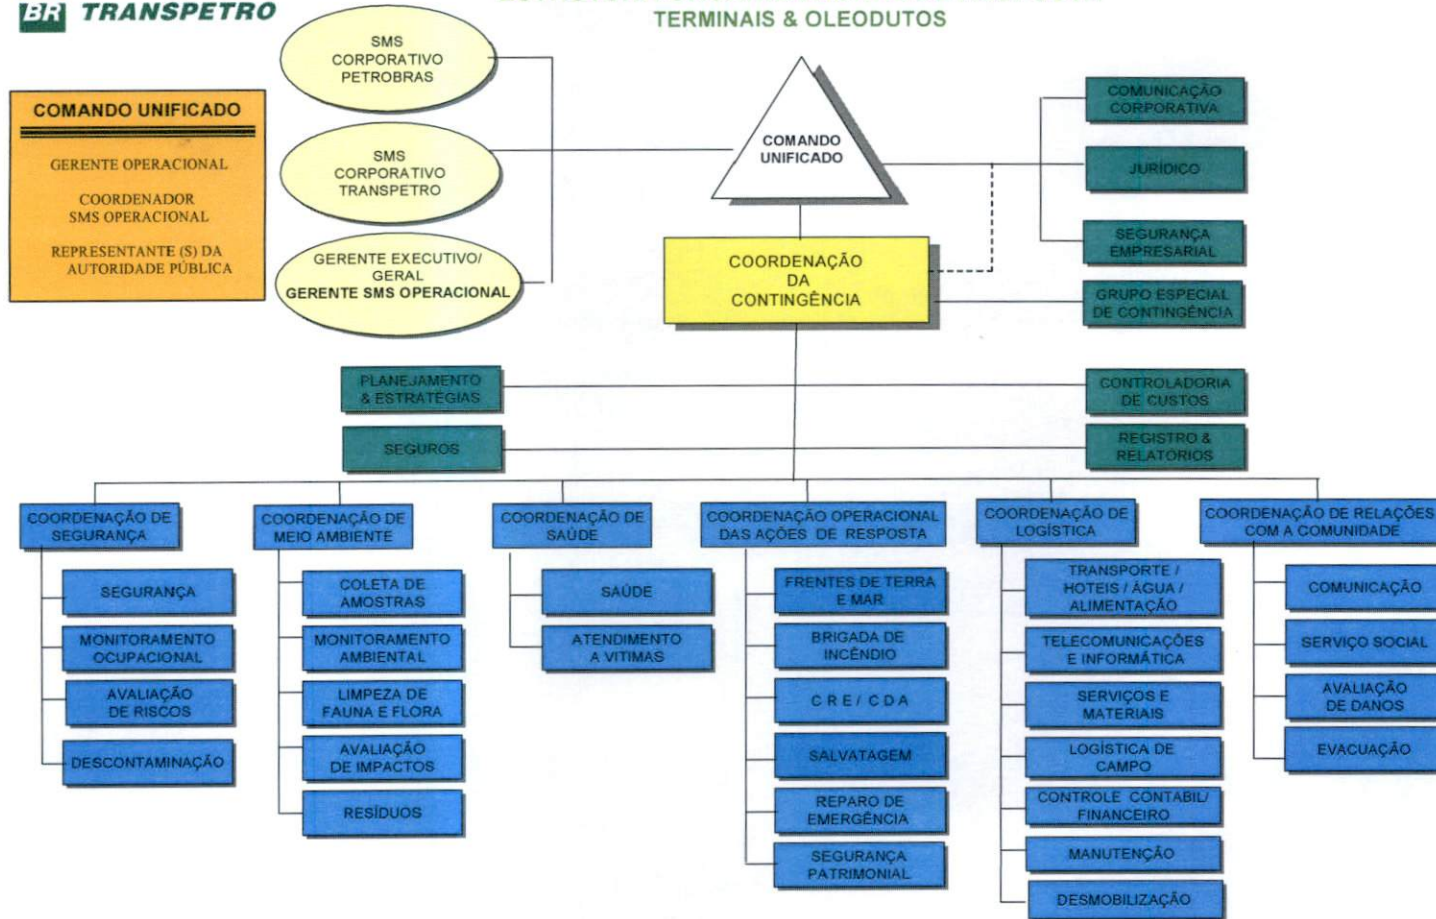 BR TRANSPETRO
TERMINAIS & OLEODUTOS
COMANDO UNIFICADO
GERENTE OPERACIONAL
COORDENADOR
SMS OPERACIONAL
REPRESENTANTE (S) DA
AUTORIDADE PÚBLICA
SMS
CORPORATIVO
PETROBRAS
SMS
CORPORATIVO
TRANSPETRO
GERENTE EXECUTIVO/
GERAL
GERENTE SMS OPERACIONAL
COMANDO
UNIFICADO
COORDENAÇÃO
DA
CONTINGÊNCIA
COMUNICAÇÃO
CORPORATIVA
JURÍDICO
SEGURANÇA
EMPRESARIAL
GRUPO ESPECIAL
DE CONTINGÊNCIA
PLANEJAMENTO
& ESTRATÉGIAS
CONTROLADORIA
DE CUSTOS
SEGUROS
REGISTRO &
RELATÓRIOS
COORDENAÇÃO DE
SEGURANÇA
SEGURANÇA
MONITORAMENTO
OCUPACIONAL
AVALIAÇÃO
DE RISCOS
DESCONTAMINAÇÃO
COORDENAÇÃO DE
MEIO AMBIENTE
COLETA DE
AMOSTRAS
MONITORAMENTO
AMBIENTAL
LIMPEZA DE
FAUNA E FLORA
AVALIAÇÃO
DE IMPACTOS
RESÍDUOS
COORDENAÇÃO DE
SAÚDE
SAÚDE
ATENDIMENTO
A VITIMAS
COORDENAÇÃO OPERACIONAL
DAS AÇÕES DE RESPOSTA
FRENTES DE TERRA
E MAR
BRIGADA DE
INCÊNDIO
C R E / C D A
SALVATAGEM
REPARO DE
EMERGÊNCIA
SEGURANÇA
PATRIMONIAL
COORDENAÇÃO DE
LOGÍSTICA
TRANSPORTE /
HOTEIS / ÁGUA /
ALIMENTAÇÃO
TELECOMUNICAÇÕES
E INFORMÁTICA
SERVIÇOS E
MATERIAIS
LOGÍSTICA DE
CAMPO
CONTROLE CONTABIL/
FINANCEIRO
MANUTENÇÃO
DESMOBILIZAÇÃO
COORDENAÇÃO DE RELAÇÕES
COM A COMUNIDADE
COMUNICAÇÃO
SERVIÇO SOCIAL
AVALIAÇÃO
DE DANOS
EVACUAÇÃO